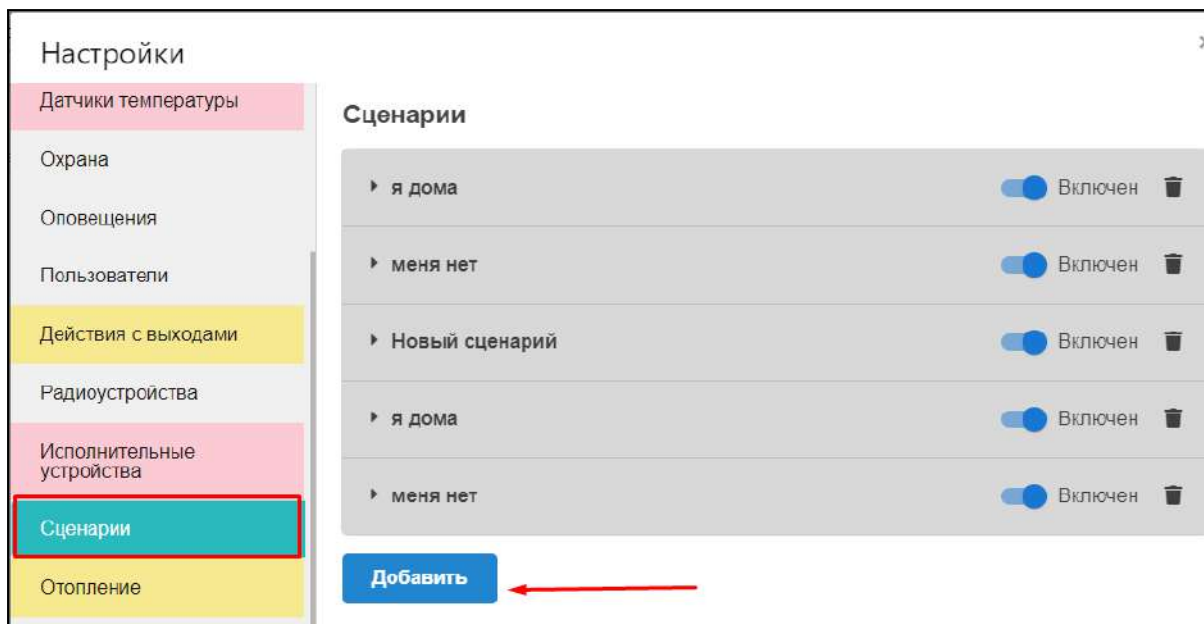 Настройки
Датчики температуры
Охрана
Оповещения
Пользователи
Действия с выходами
Радиоустройства
Исполнительные
устройства
Сценарии
Отопление
Сценарии
я дома Включен
меня нет Включен
Новый сценарий Включен
я дома Включен
меня нет Включен
Добавить